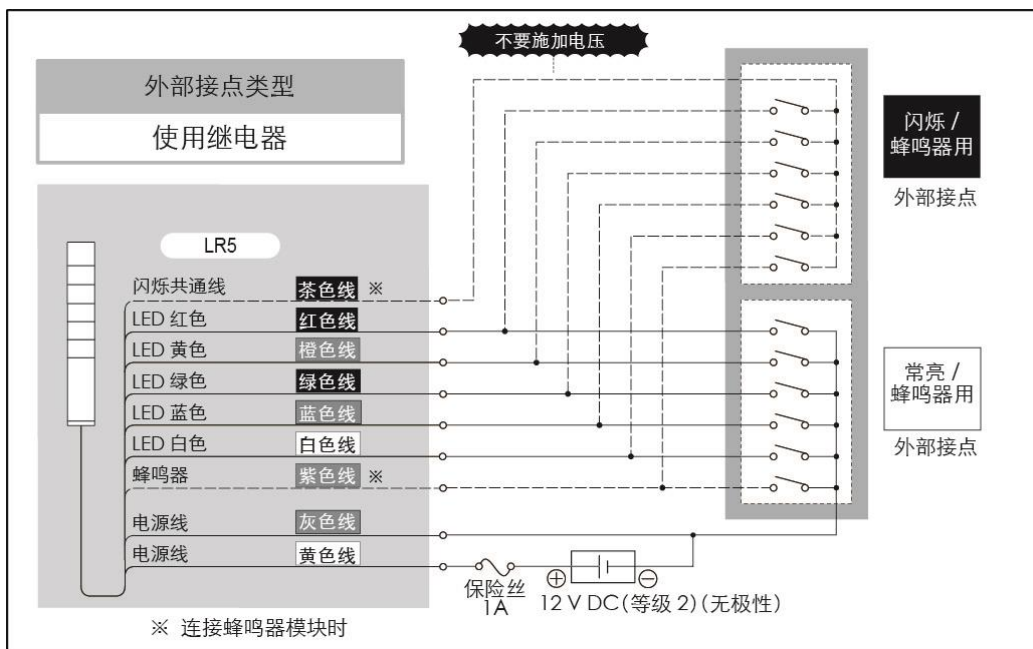 不要施加电压
外部接点类型
使用继电器
闪烁 /
蜂鸣器用
外部接点
LR5
闪烁共通线 茶色线 ※
LED 红色 红色线
LED 黄色 橙色线
LED 绿色 绿色线
LED 蓝色 蓝色线
LED 白色 白色线
蜂鸣器 紫色线 ※
电源线 灰色线
电源线 黄色线
常亮 /
蜂鸣器用
外部接点
保险丝
1A
⊕ ⊖
12 V DC(等级 2)(无极性)
※ 连接蜂鸣器模块时